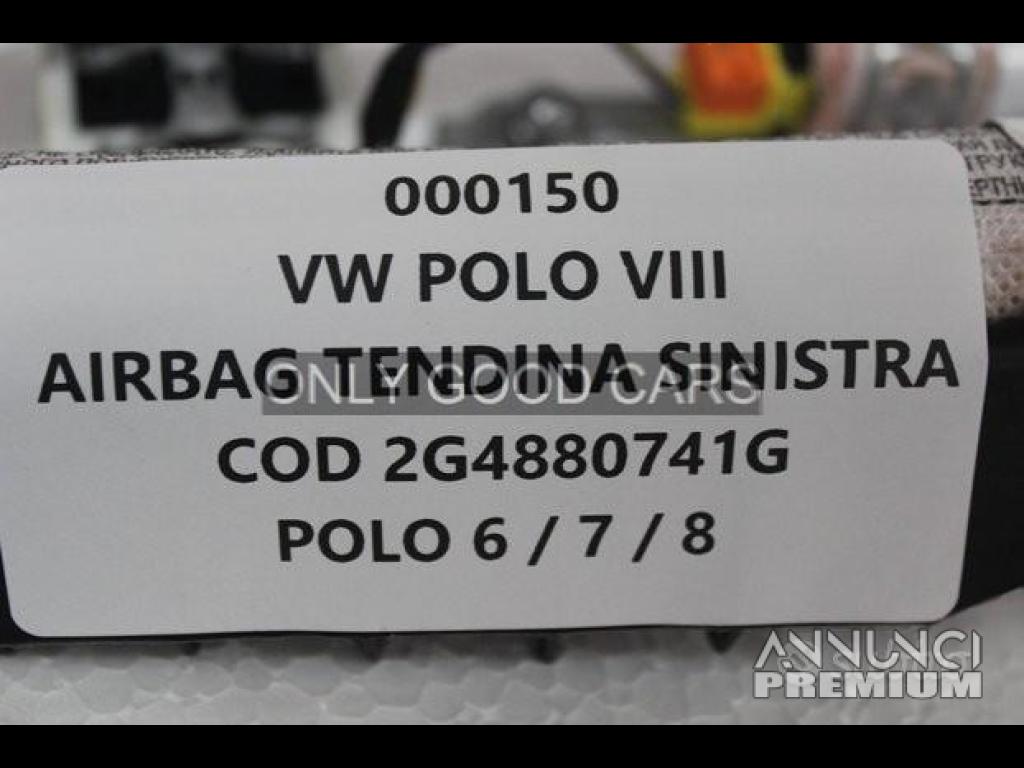 000150
VW POLO VIII
AIRBAG TENDINA SINISTRA
ONLY GOOD CARS
COD 2G4880741G
POLO 6 / 7 / 8
ANNUNCI
PREMIUM